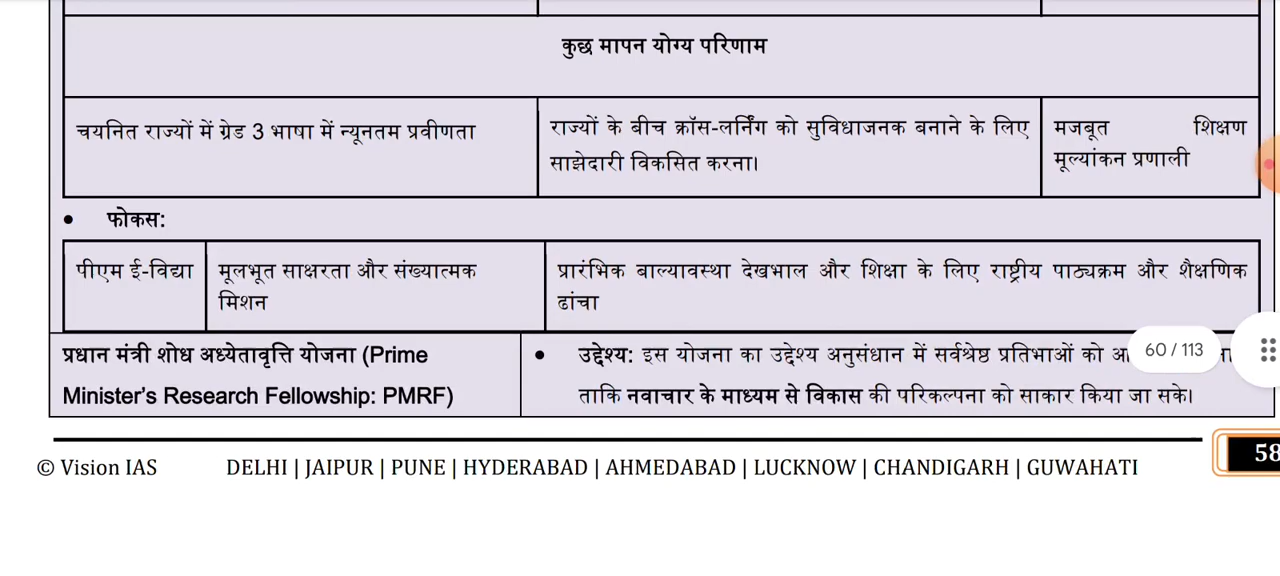 कुछ मापन योग्य परिणाम
चयनित राज्यों में ग्रेड 3 भाषा में न्यूनतम प्रवीणता
राज्यों के बीच क्रॉस-लर्निंग को सुविधाजनक बनाने के लिए
साझेदारी विकसित करना।
मजबूत शिक्षण
मूल्यांकन प्रणाली
• फोकस:
पीएम ई-विद्या
मूलभूत साक्षरता और संख्यात्मक
मिशन
प्रारंभिक बाल्यावस्था देखभाल और शिक्षा के लिए राष्ट्रीय पाठ्यक्रम और शैक्षणिक
ढांचा
प्रधान मंत्री शोध अध्येतावृत्ति योजना (Prime
Minister's Research Fellowship: PMRF)
• उद्देश्य: इस योजना का उद्देश्य अनुसंधान में सर्वश्रेष्ठ प्रतिभाओं को
ताकि नवाचार के माध्यम से विकास की परिकल्पना को साकार किया जा सके।
60 / 113
© Vision IAS
DELHI | JAIPUR | PUNE | HYDERABAD | AHMEDABAD | LUCKNOW | CHANDIGARH | GUWAHATI
58